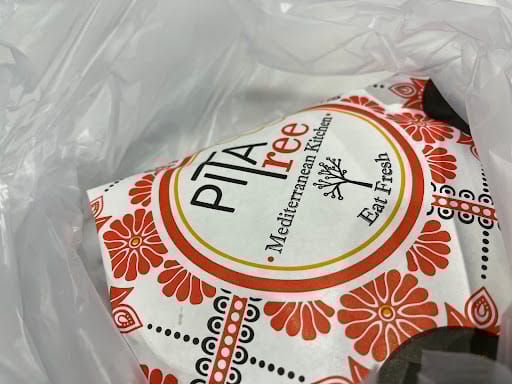 PITA
Tree
•Mediterranean Kitchen•
Eat Fresh